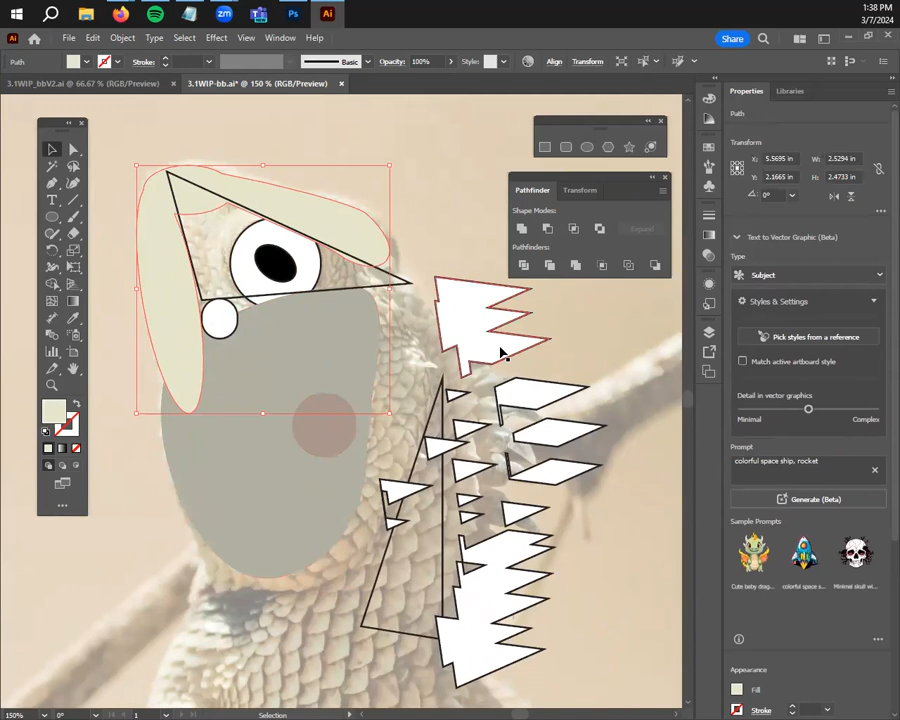 1:38 PM
3/7/2024
File Edit Object Type Select Effect View Window Help
Share
Path Stroke: Basic Opacity: 100% Style: Align Transform
3.1WIP_bbV2.ai @ 66.67 % (RGB/Preview) × 3.1WIP-bb.ai* @ 150 % (RGB/Preview) ×
Properties Libraries
Path
Transform
X: 5.5695 in W: 2.5294 in
Y: 2.1665 in H: 2.4733 in
0°
Pathfinder Transform
Shape Modes:
Expand
Pathfinders:
Text to Vector Graphic (Beta)
Type
Subject
Styles & Settings
Pick styles from a reference
Match active artboard style
Detail in vector graphics
Minimal Complex
Prompt
colorful space ship, rocket
Generate (Beta)
Sample Prompts
Cute baby drag... colorful space s... Minimal skull wi...
Appearance
Fill
Stroke
150% 0° 1 Selection